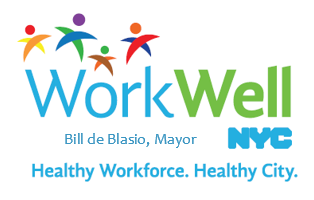 WorkWell
Bill de Blasio, Mayor NYC
Healthy Workforce. Healthy City.